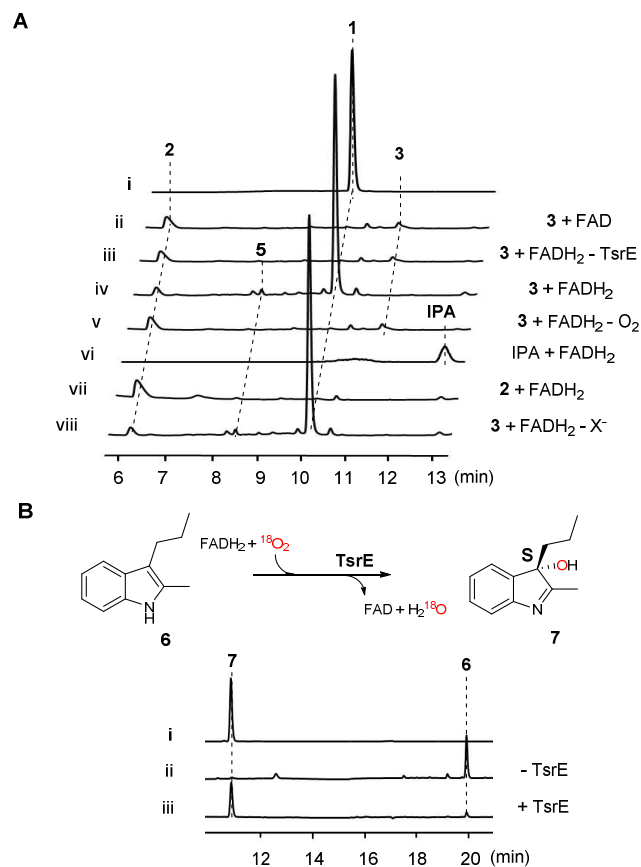 A
1
2
3
i
ii
3 + FAD
iii
5
3 + FADH2 - TsrE
iv
3 + FADH2
v
3 + FADH2 - O2
IPA
vi
IPA + FADH2
vii
2 + FADH2
viii
3 + FADH2 - X-
6 7 8 9 10 11 12 13 (min)
B
FADH2 + 18O2
TsrE
S
OH
N
H
FAD + H218O
N
6
7
7
6
i
ii
- TsrE
iii
+ TsrE
12 14 16 18 20 (min)